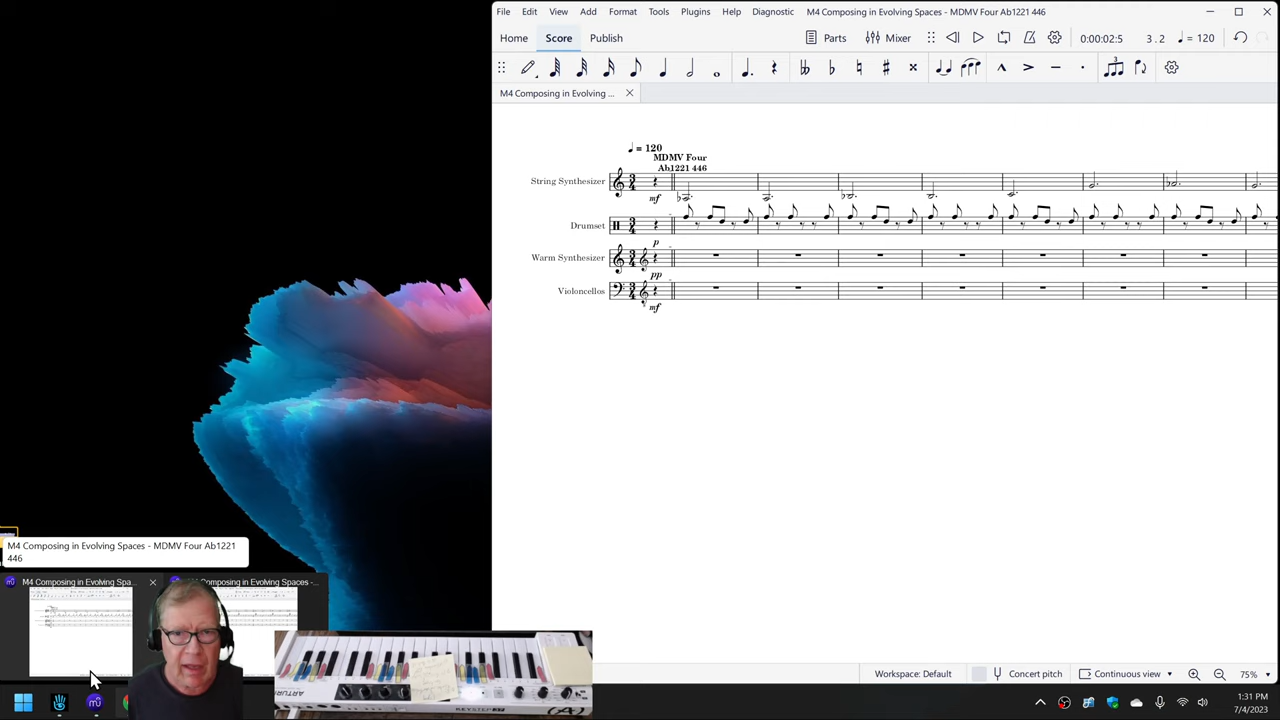 File Edit View Add Format Tools Plugins Help Diagnostic M4 Composing in Evolving Spaces - MDMV Four Ab1221 446
Home Score Publish Parts Mixer 0:00:02:5 3 . 2 = 120
M4 Composing in Evolving ...
= 120
MDMV Four
Ab1221 446
String Synthesizer
mf
Drumset
p
Warm Synthesizer
pp
Violoncellos
mf
M4 Composing in Evolving Spaces - MDMV Four Ab1221
446
M4 Composing in Evolving Spa... Composing in Evolving Spaces -...
ARTURIA
KEYSTEP 37
Workspace: Default Concert pitch Continuous view
:31 PM
7/4/2023